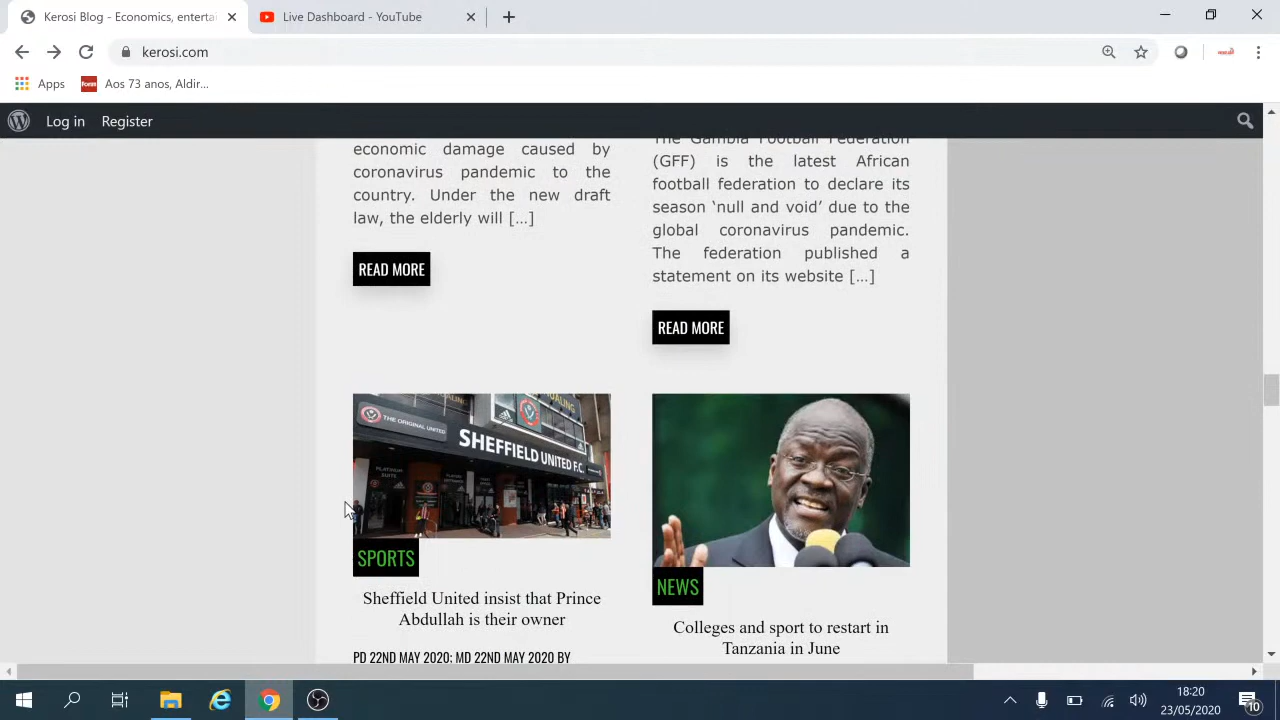 Kerosi Blog - Economics, enterta
Live Dashboard - YouTube
kerosi.com
Apps
Aos 73 anos, Aldir...
Log in
Register
economic damage caused by
coronavirus pandemic to the
country. Under the new draft
law, the elderly will […]
READ MORE
The Gambia Football Federation
(GFF) is the latest African
football federation to declare its
season ‘null and void’ due to the
global coronavirus pandemic.
The federation published a
statement on its website […]
READ MORE
THE ORIGINAL UNITED
SHEFFIELD UNITED F.C.
SPORTS
Sheffield United insist that Prince
Abdullah is their owner
PD 22ND MAY 2020; MD 22ND MAY 2020 BY
NEWS
Colleges and sport to restart in
Tanzania in June
18:20
23/05/2020
10